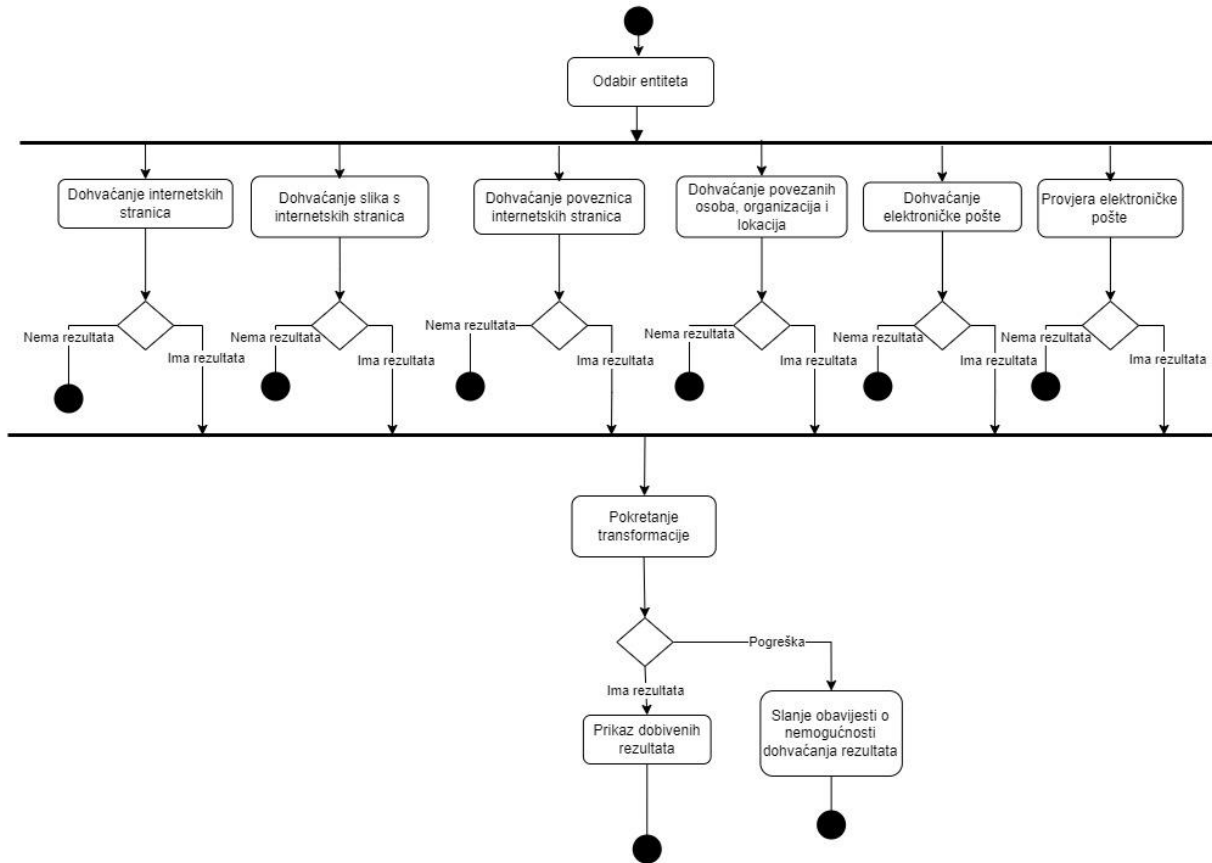 Odabir entiteta
Dohvaćanje internetskih
stranica
Dohvaćanje slika s
internetskih stranica
Dohvaćanje poveznica
internetskih stranica
Dohvaćanje povezanih
osoba, organizacija i
lokacija
Dohvaćanje
elektroničke pošte
Provjera elektroničke
pošte
Nema rezultata
Ima rezultata
Nema rezultata
Ima rezultata
Nema rezultata
Ima rezultata
Nema rezultata
Ima rezultata
Nema rezultata
Ima rezultata
Nema rezultata
Ima rezultata
Pokretanje
transformacije
Pogreška
Ima rezultata
Prikaz dobivenih
rezultata
Slanje obavijesti o
nemogućnosti
dohvaćanja rezultata